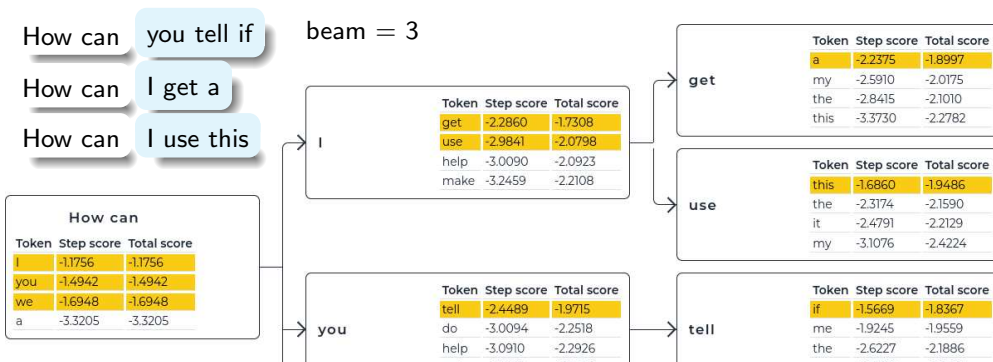 How can you tell if
How can I get a
How can I use this
beam = 3
How can
Token Step score Total score
I -1.1756 -1.1756
you -1.4942 -1.4942
we -1.6948 -1.6948
a -3.3205 -3.3205
I
Token Step score Total score
get -2.2860 -1.7308
use -2.9841 -2.0798
help -3.0090 -2.0923
make -3.2459 -2.2108
you
Token Step score Total score
tell -2.4489 -1.9715
do -3.0094 -2.2518
help -3.0910 -2.2926
get
Token Step score Total score
a -2.2375 -1.8997
my -2.5910 -2.0175
the -2.8415 -2.1010
this -3.3730 -2.2782
use
Token Step score Total score
this -1.6860 -1.9486
the -2.3174 -2.1590
it -2.4791 -2.2129
my -3.1076 -2.4224
tell
Token Step score Total score
if -1.5669 -1.8367
me -1.9245 -1.9559
the -2.6227 -2.1886